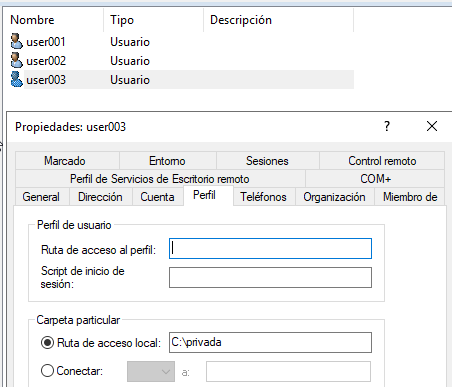 Nombre Tipo Descripción
user001 Usuario
user002 Usuario
user003 Usuario
Propiedades: user003 ? ×
Marcado Entorno Sesiones Control remoto
Perfil de Servicios de Escritorio remoto COM+
General Dirección Cuenta Perfil Teléfonos Organización Miembro de
Perfil de usuario
Ruta de acceso al perfil:
Script de inicio de
sesión:
Carpeta particular
Ruta de acceso local: C:\privada
Conectar: a: